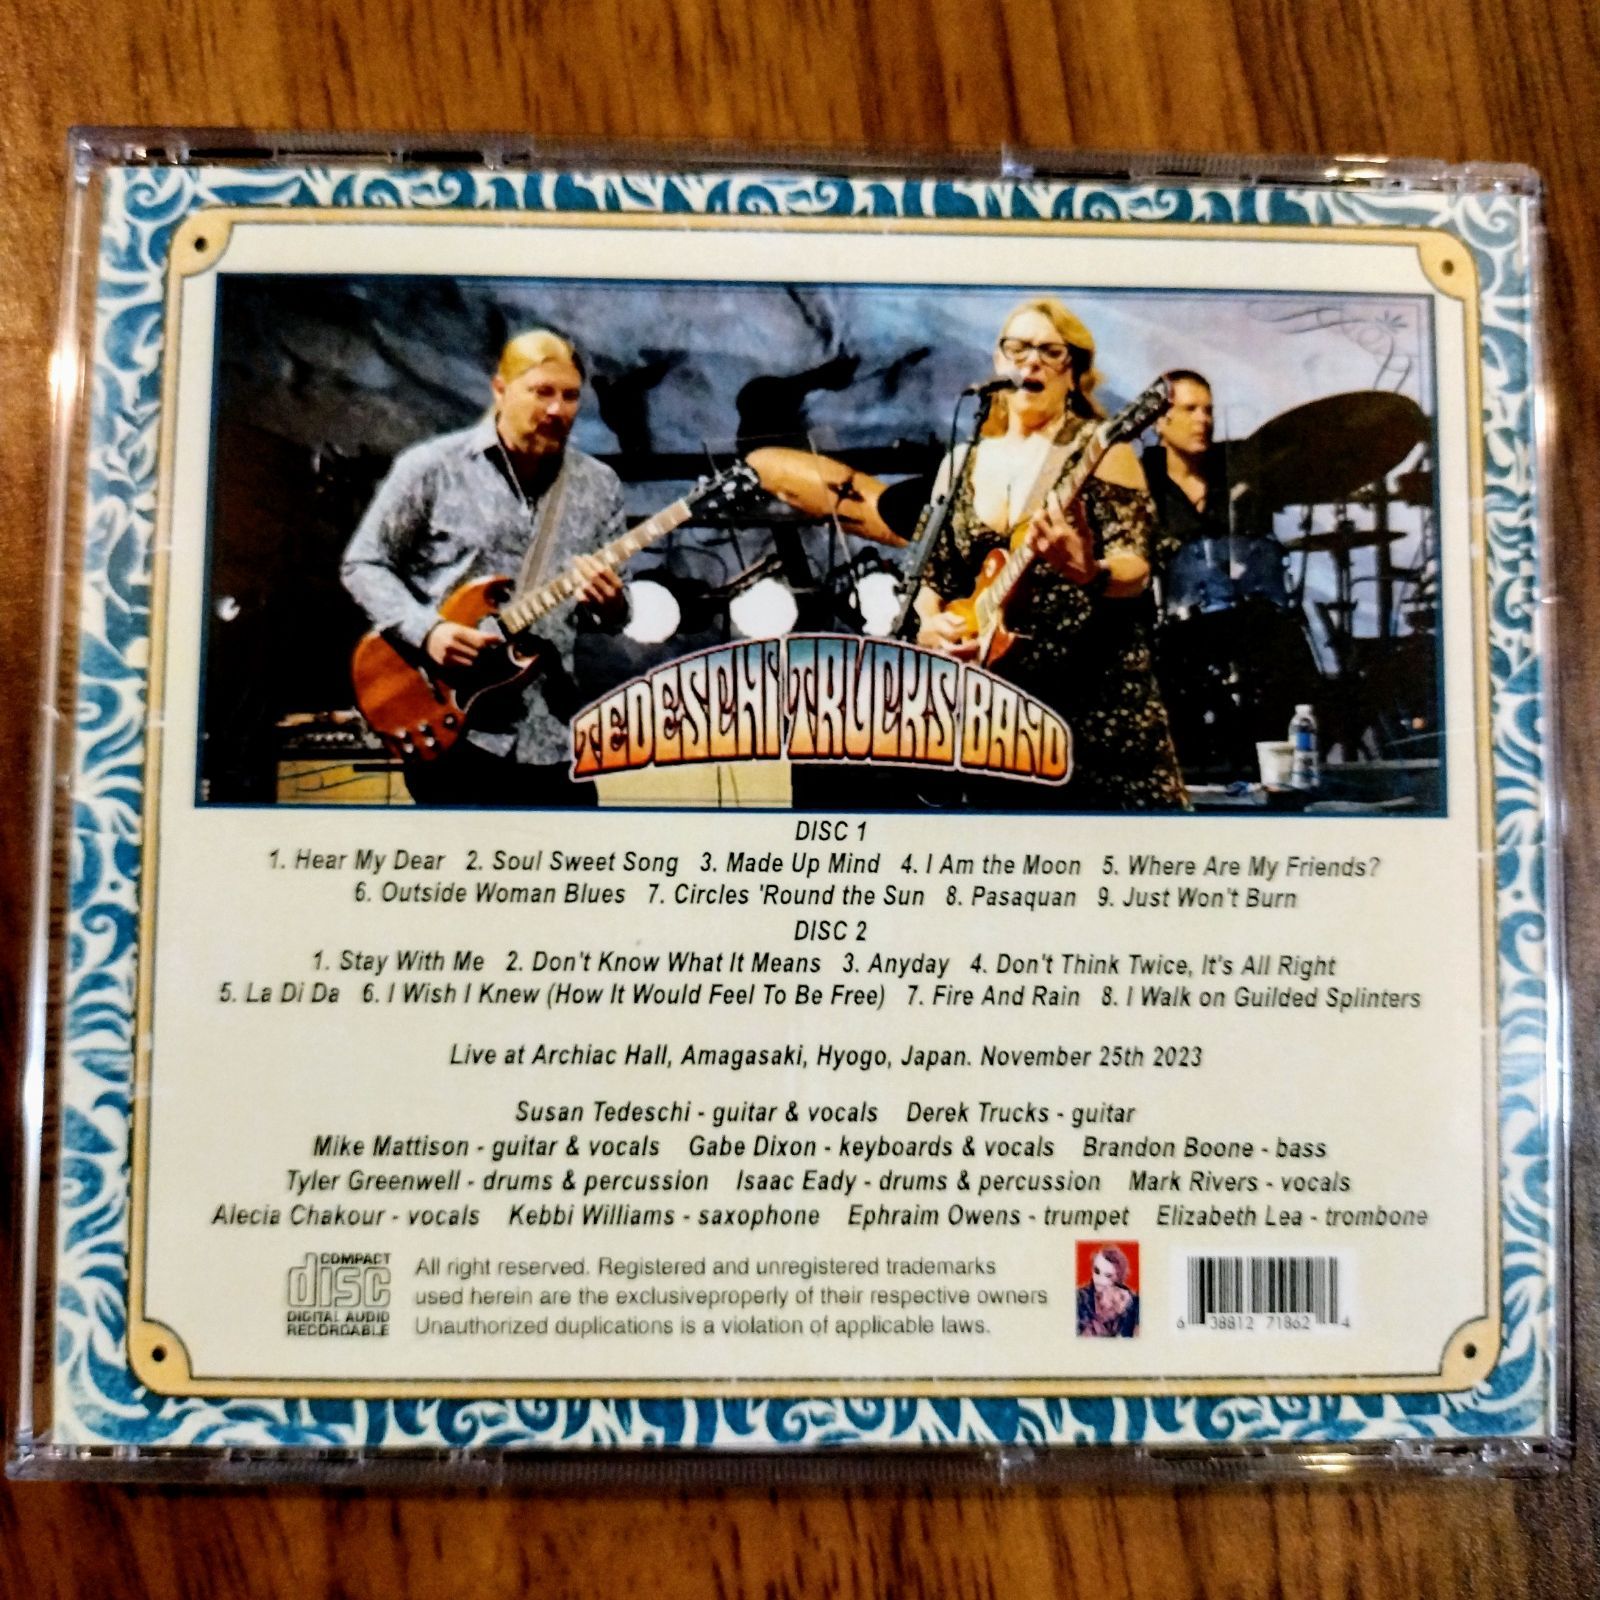 TEDESCHI TRUCKS BAND
DISC 1
1. Hear My Dear 2. Soul Sweet Song 3. Made Up Mind 4. I Am the Moon 5. Where Are My Friends?
6. Outside Woman Blues 7. Circles 'Round the Sun 8. Pasaquan 9. Just Won't Burn
DISC 2
1. Stay With Me 2. Don't Know What It Means 3. Anyday 4. Don't Think Twice, It's All Right
5. La Di Da 6. I Wish I Knew (How It Would Feel To Be Free) 7. Fire And Rain 8. I Walk on Guilded Splinters
Live at Archiac Hall, Amagasaki, Hyogo, Japan. November 25th 2023
Susan Tedeschi - guitar & vocals Derek Trucks - guitar
Mike Mattison - guitar & vocals Gabe Dixon - keyboards & vocals Brandon Boone - bass
Tyler Greenwell - drums & percussion Isaac Eady - drums & percussion Mark Rivers - vocals
Alecia Chakour - vocals Kebbi Williams - saxophone Ephraim Owens - trumpet Elizabeth Lea - trombone
COMPACT
disc
DIGITAL AUDIO
RECORDABLE
All right reserved. Registered and unregistered trademarks
used herein are the exclusiveproperly of their respective owners
Unauthorized duplications is a violation of applicable laws.
6 38812 71862 4